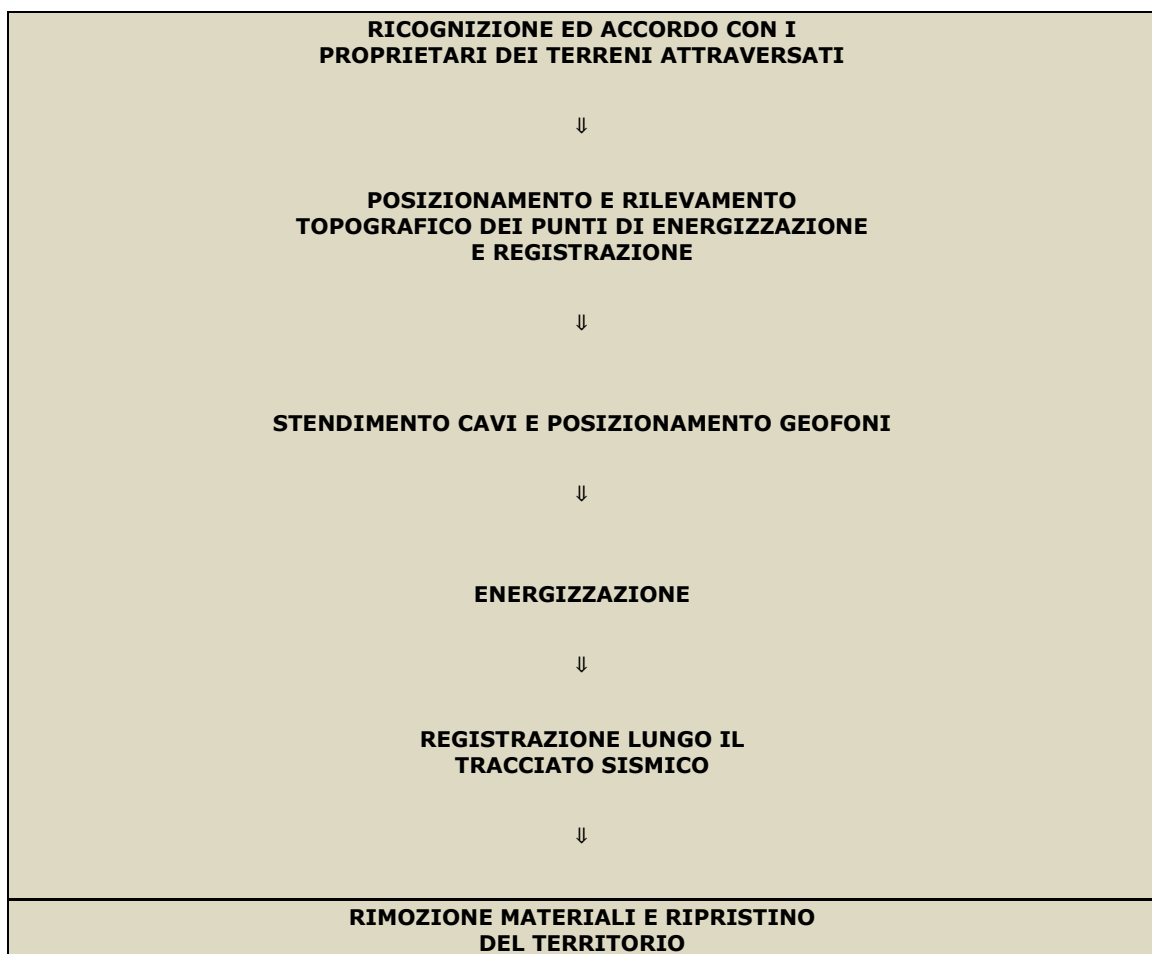 RICOGNIZIONE ED ACCORDO CON I
PROPRIETARI DEI TERRENI ATTRAVERSATI
⇓
POSIZIONAMENTO E RILEVAMENTO
TOPOGRAFICO DEI PUNTI DI ENERGIZZAZIONE
E REGISTRAZIONE
⇓
STENDIMENTO CAVI E POSIZIONAMENTO GEOFONI
⇓
ENERGIZZAZIONE
⇓
REGISTRAZIONE LUNGO IL
TRACCIATO SISMICO
⇓
RIMOZIONE MATERIALI E RIPRISTINO
DEL TERRITORIO